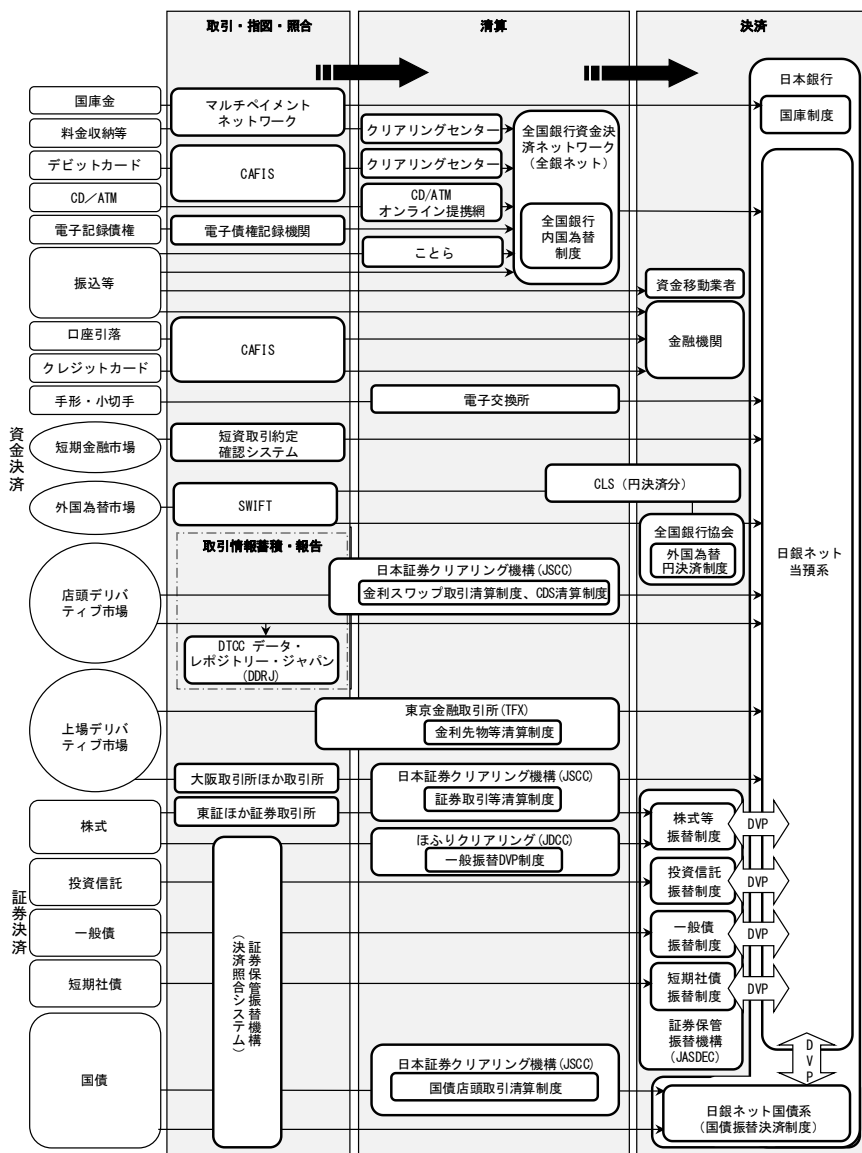 取引・指図・照合
清算
決済
日本銀行
国庫金
マルチペイメント
ネットワーク
国庫制度
料金収納等
クリアリングセンター
全国銀行資金決
済ネットワーク
(全銀ネット)
デビットカード
CAFIS
クリアリングセンター
CD/ATM
CD/ATM
オンライン提携網
電子記録債権
電子債権記録機関
全国銀行
内国為替
制度
ことら
振込等
資金移動業者
口座引落
CAFIS
金融機関
クレジットカード
手形・小切手
電子交換所
資金決済
短期金融市場
短資取引約定
確認システム
外国為替市場
SWIFT
CLS(円決済分)
全国銀行協会
外国為替
円決済制度
日銀ネット
当預系
取引情報蓄積・報告
店頭デリバ
ティブ市場
日本証券クリアリング機構(JSCC)
金利スワップ取引清算制度、CDS清算制度
DTCC データ・
レポジトリー・ジャパン
(DDRJ)
上場デリバ
ティブ市場
東京金融取引所(TFX)
金利先物等清算制度
大阪取引所ほか取引所
日本証券クリアリング機構(JSCC)
証券取引等清算制度
証券決済
株式
東証ほか証券取引所
株式等
振替制度
DVP
ほふりクリアリング(JDCC)
一般振替DVP制度
投資信託
投資信託
振替制度
DVP
一般債
一般債
振替制度
DVP
短期社債
短期社債
振替制度
DVP
証券保管振替機構
(決済照合システム)
証券保管
振替機構
(JASDEC)
DVP
国債
日本証券クリアリング機構(JSCC)
国債店頭取引清算制度
日銀ネット国債系
(国債振替決済制度)